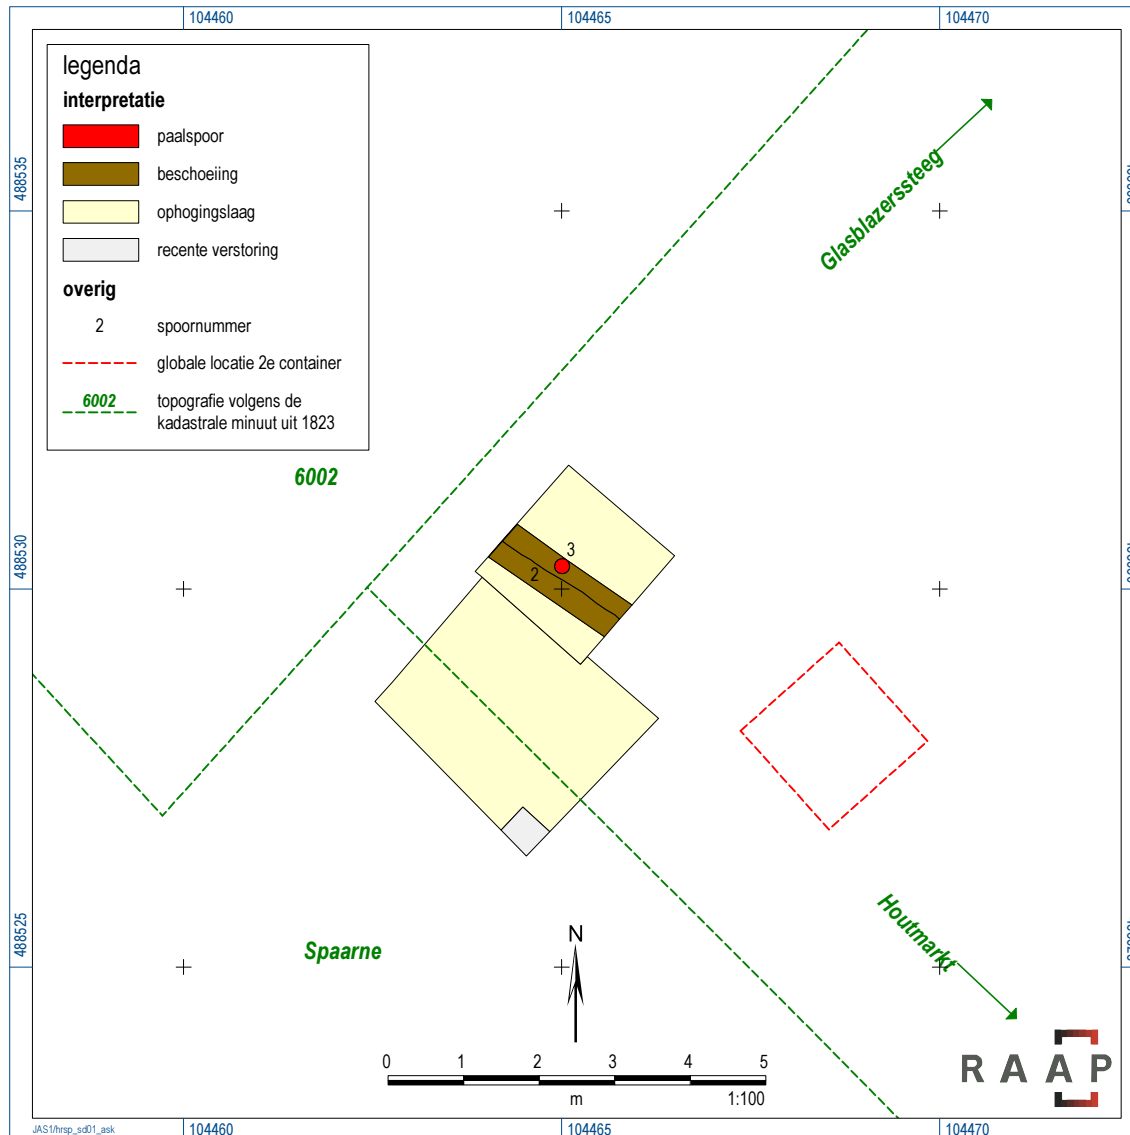 104460
104465
104470
legenda
interpretatie
paalspoor
beschoeiing
ophogingslaag
recente verstoring
overig
2 spoornummer
globale locatie 2e container
6002 topografie volgens de
kadastrale minuut uit 1823
488535
488530
488525
Glasblazerssteeg
6002
3
2
Houtmarkt
Spaarne
N
0 1 2 3 4 5
m 1:100
RAAP
JAS1/hrsp_sd01_ask
104460
104465
104470